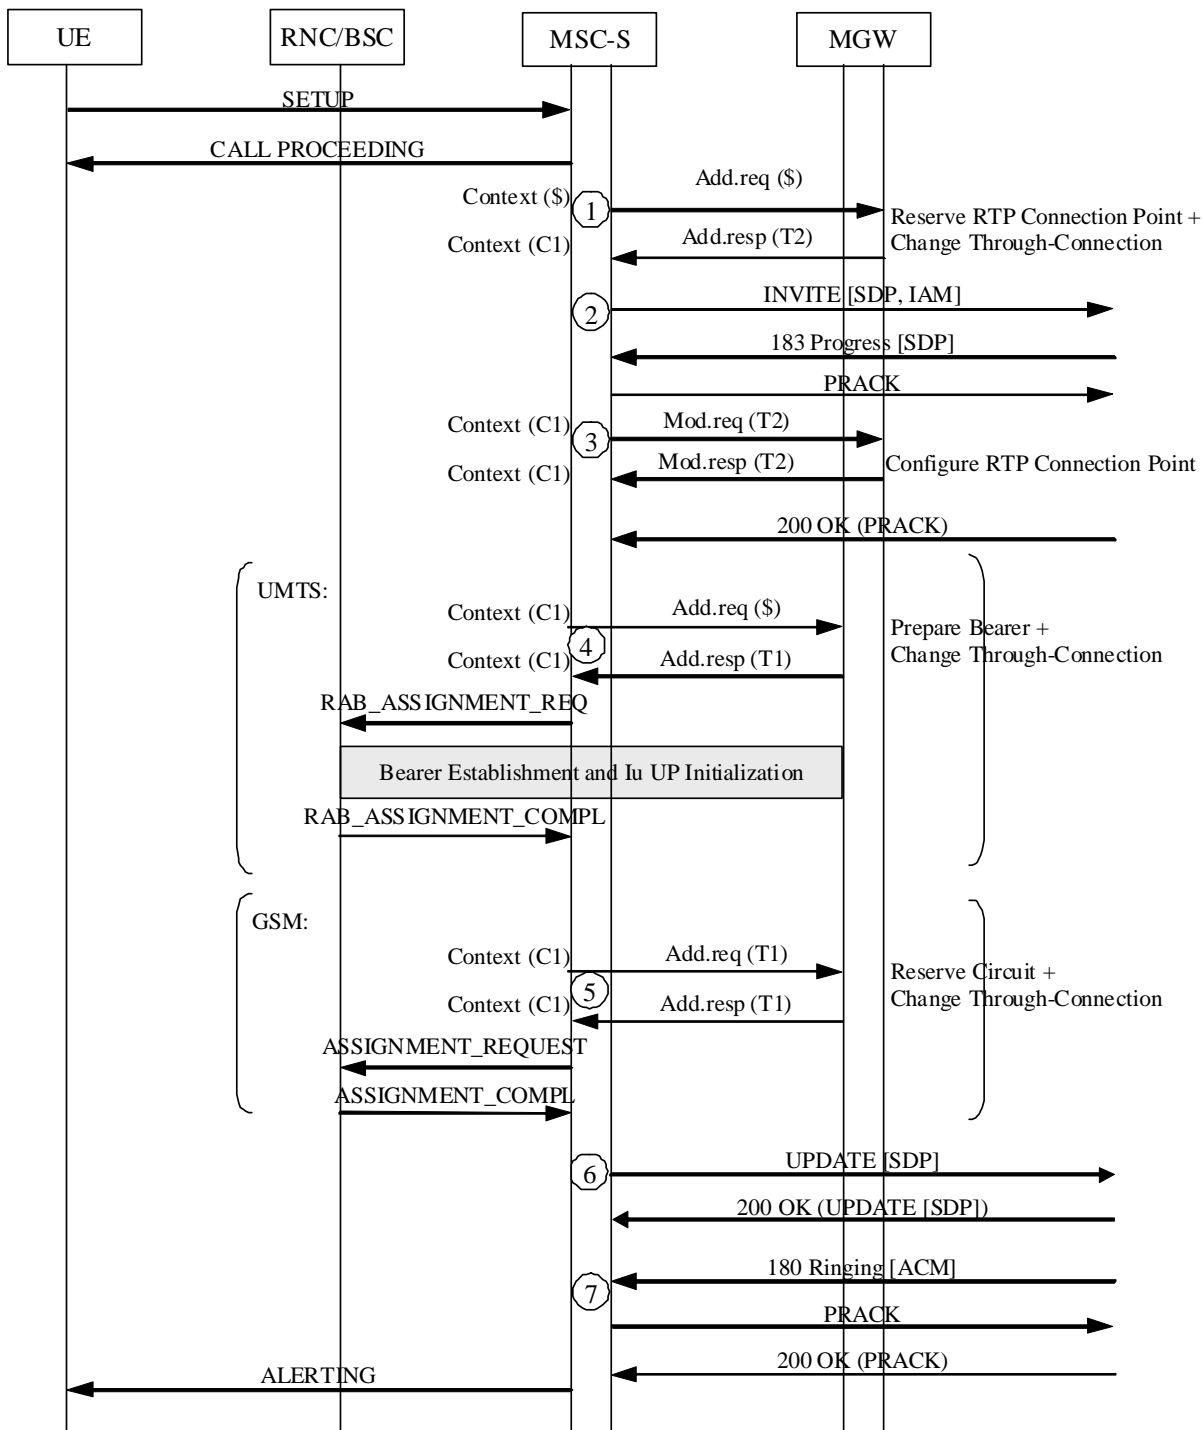 UE
RNC/BSC
MSC-S
MGW
SETUP
CALL PROCEEDING
Context ($)
1
Add.req ($)
Reserve RTP Connection Point +
Change Through-Connection
Context (C1)
Add.resp (T2)
2
INVITE [SDP, IAM]
183 Progress [SDP]
PRACK
Context (C1)
3
Mod.req (T2)
Context (C1)
Mod.resp (T2)
Configure RTP Connection Point
200 OK (PRACK)
UMTS:
Context (C1)
4
Add.req ($)
Prepare Bearer +
Change Through-Connection
Context (C1)
Add.resp (T1)
RAB_ASSIGNMENT_REQ
Bearer Establishment and Iu UP Initialization
RAB_ASSIGNMENT_COMPL
GSM:
Context (C1)
5
Add.req (T1)
Reserve Circuit +
Change Through-Connection
Context (C1)
Add.resp (T1)
ASSIGNMENT_REQUEST
ASSIGNMENT_COMPL
6
UPDATE [SDP]
200 OK (UPDATE [SDP])
7
180 Ringing [ACM]
PRACK
200 OK (PRACK)
ALERTING